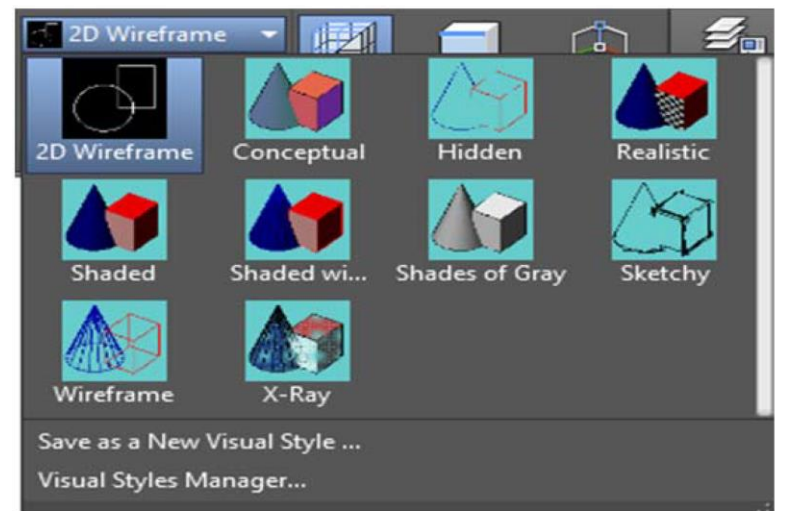 2D Wireframe
2D Wireframe Conceptual Hidden Realistic
Shaded Shaded wi... Shades of Gray Sketchy
Wireframe X-Ray
Save as a New Visual Style ...
Visual Styles Manager...